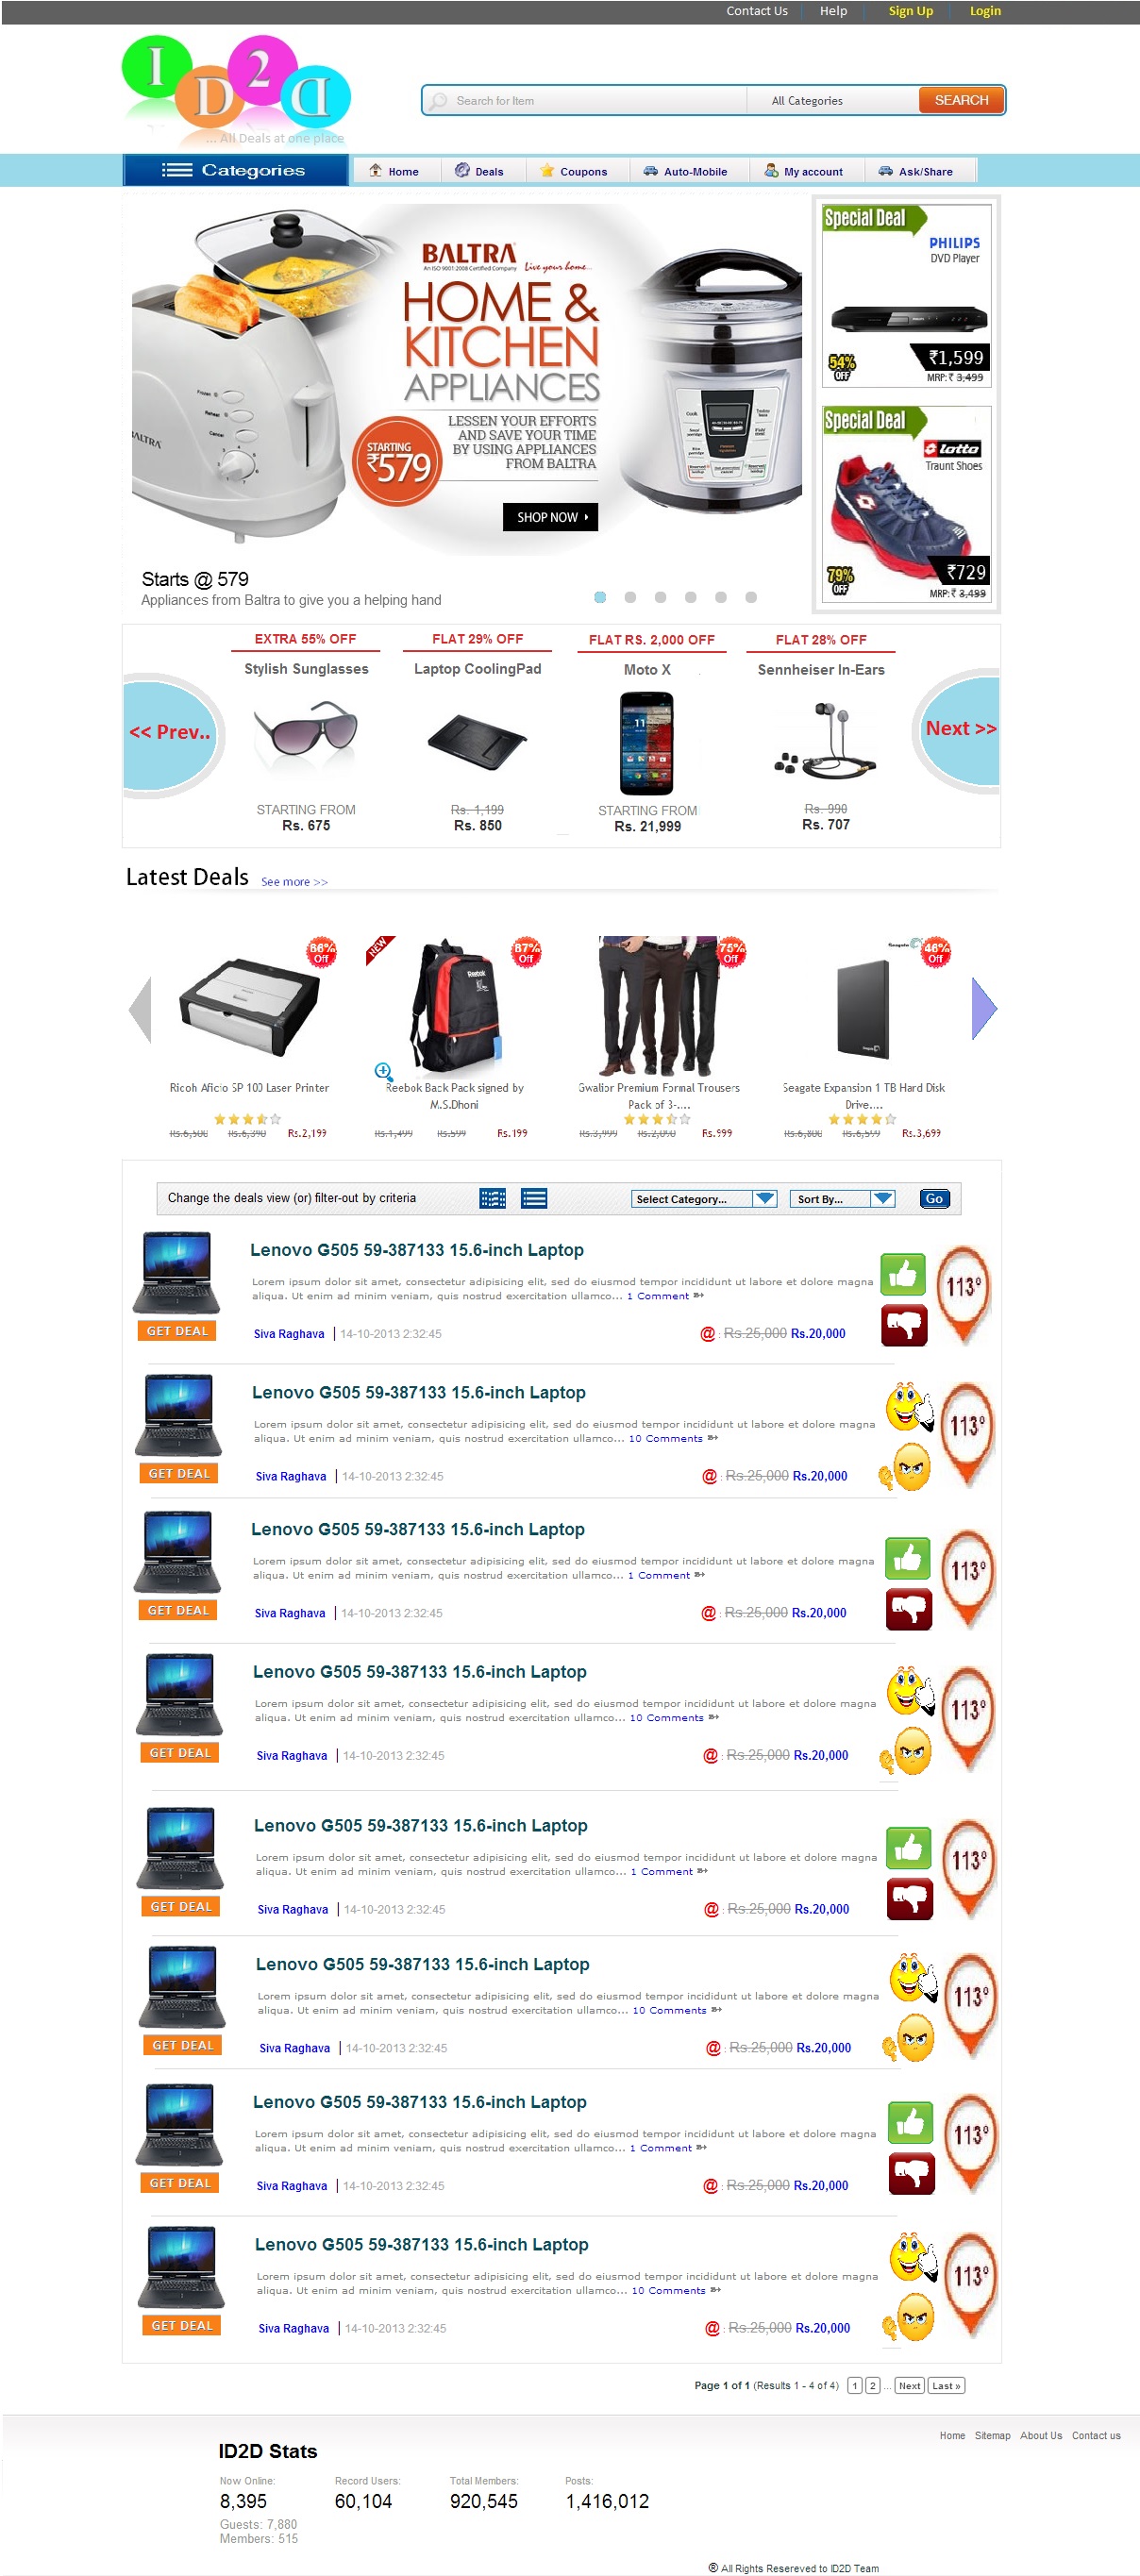 Contact Us Help Sign Up Login
ID2D
... All Deals at one place
Search for Item All Categories SEARCH
Categories Home Deals Coupons Auto-Mobile My account Ask/Share
BALTRA
An ISO 9001:2008 Certified Company Live your home...
HOME &
KITCHEN
APPLIANCES
LESSEN YOUR EFFORTS
AND SAVE YOUR TIME
BY USING APPLIANCES
FROM BALTRA
STARTING
₹579
SHOP NOW
Frozen
Reheat
Cancel
BALTRA
Cook
Starts @ 579
Appliances from Baltra to give you a helping hand
Special Deal
PHILIPS
DVD Player
54% OFF
₹1,599
MRP: ₹ 3,499
Special Deal
lotto
Traunt Shoes
79% OFF
₹729
MRP: ₹ 3,499
<< Prev..
EXTRA 55% OFF
Stylish Sunglasses
STARTING FROM
Rs. 675
FLAT 29% OFF
Laptop CoolingPad
Rs. 1,199
Rs. 850
FLAT RS. 2,000 OFF
Moto X
STARTING FROM
Rs. 21,999
FLAT 28% OFF
Sennheiser In-Ears
Rs. 990
Rs. 707
Next >>
Latest Deals See more >>
66% Off
Ricoh Aficio SP 100 Laser Printer
Rs.6,500 Rs.6,390 Rs.2,199
NEW
67% Off
Reebok
Reebok Back Pack signed by
M.S.Dhoni
Rs.1,499 Rs.599 Rs.199
75% Off
Gwalior Premium Formal Trousers
Pack of 3-....
Rs.3,999 Rs.2,090 Rs.999
Seagate
46% Off
Seagate Expansion 1 TB Hard Disk
Drive....
Rs.6,800 Rs.6,599 Rs.3,699
Change the deals view (or) filter-out by criteria Select Category... Sort By... Go
Lenovo G505 59-387133 15.6-inch Laptop
Lorem ipsum dolor sit amet, consectetur adipisicing elit, sed do eiusmod tempor incididunt ut labore et dolore magna
aliqua. Ut enim ad minim veniam, quis nostrud exercitation ullamco... 1 Comment
113°
GET DEAL Siva Raghava | 14-10-2013 2:32:45 @ : Rs.25,000 Rs.20,000
Lenovo G505 59-387133 15.6-inch Laptop
Lorem ipsum dolor sit amet, consectetur adipisicing elit, sed do eiusmod tempor incididunt ut labore et dolore magna
aliqua. Ut enim ad minim veniam, quis nostrud exercitation ullamco... 10 Comments
113°
GET DEAL Siva Raghava | 14-10-2013 2:32:45 @ : Rs.25,000 Rs.20,000
Lenovo G505 59-387133 15.6-inch Laptop
Lorem ipsum dolor sit amet, consectetur adipisicing elit, sed do eiusmod tempor incididunt ut labore et dolore magna
aliqua. Ut enim ad minim veniam, quis nostrud exercitation ullamco... 1 Comment
113°
GET DEAL Siva Raghava | 14-10-2013 2:32:45 @ : Rs.25,000 Rs.20,000
Lenovo G505 59-387133 15.6-inch Laptop
Lorem ipsum dolor sit amet, consectetur adipisicing elit, sed do eiusmod tempor incididunt ut labore et dolore magna
aliqua. Ut enim ad minim veniam, quis nostrud exercitation ullamco... 10 Comments
113°
GET DEAL Siva Raghava | 14-10-2013 2:32:45 @ : Rs.25,000 Rs.20,000
Lenovo G505 59-387133 15.6-inch Laptop
Lorem ipsum dolor sit amet, consectetur adipisicing elit, sed do eiusmod tempor incididunt ut labore et dolore magna
aliqua. Ut enim ad minim veniam, quis nostrud exercitation ullamco... 1 Comment
113°
GET DEAL Siva Raghava | 14-10-2013 2:32:45 @ : Rs.25,000 Rs.20,000
Lenovo G505 59-387133 15.6-inch Laptop
Lorem ipsum dolor sit amet, consectetur adipisicing elit, sed do eiusmod tempor incididunt ut labore et dolore magna
aliqua. Ut enim ad minim veniam, quis nostrud exercitation ullamco... 10 Comments
113°
GET DEAL Siva Raghava | 14-10-2013 2:32:45 @ : Rs.25,000 Rs.20,000
Lenovo G505 59-387133 15.6-inch Laptop
Lorem ipsum dolor sit amet, consectetur adipisicing elit, sed do eiusmod tempor incididunt ut labore et dolore magna
aliqua. Ut enim ad minim veniam, quis nostrud exercitation ullamco... 1 Comment
113°
GET DEAL Siva Raghava | 14-10-2013 2:32:45 @ : Rs.25,000 Rs.20,000
Lenovo G505 59-387133 15.6-inch Laptop
Lorem ipsum dolor sit amet, consectetur adipisicing elit, sed do eiusmod tempor incididunt ut labore et dolore magna
aliqua. Ut enim ad minim veniam, quis nostrud exercitation ullamco... 10 Comments
113°
GET DEAL Siva Raghava | 14-10-2013 2:32:45 @ : Rs.25,000 Rs.20,000
Page 1 of 1 (Results 1 - 4 of 4) 1 2 ... Next Last »
Home Sitemap About Us Contact us
ID2D Stats
Now Online: Record Users: Total Members: Posts:
8,395 60,104 920,545 1,416,012
Guests: 7,880
Members: 515
® All Rights Resereved to ID2D Team